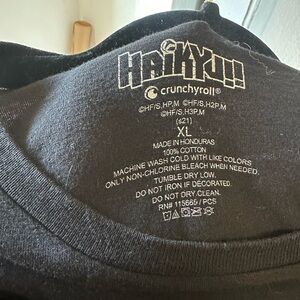 HAIKYU!!
crunchyroll®
©HF/S,HP,M ©HF/S,H2P,M
©HF/S,H3P,M
(s21)
XL
MADE IN HONDURAS
100% COTTON
MACHINE WASH COLD WITH LIKE COLORS
ONLY NON-CHLORINE BLEACH WHEN NEEDED.
TUMBLE DRY LOW.
DO NOT IRON IF DECORATED.
DO NOT DRY CLEAN.
RN# 115665 / PCS